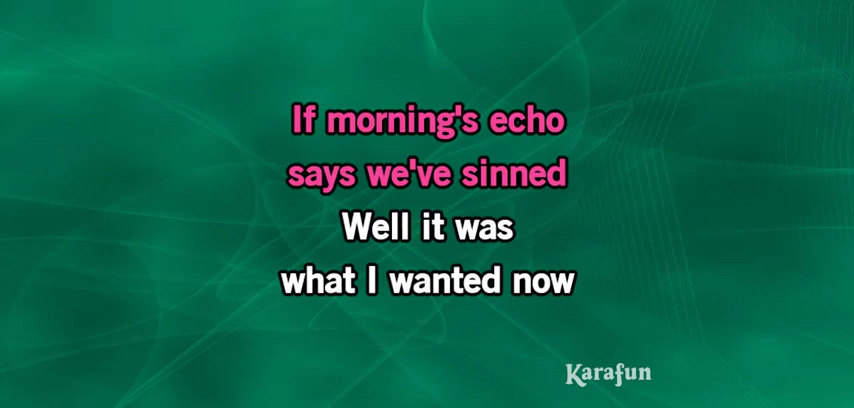 If morning's echo
says we've sinned
Well it was
what I wanted now
Karafun